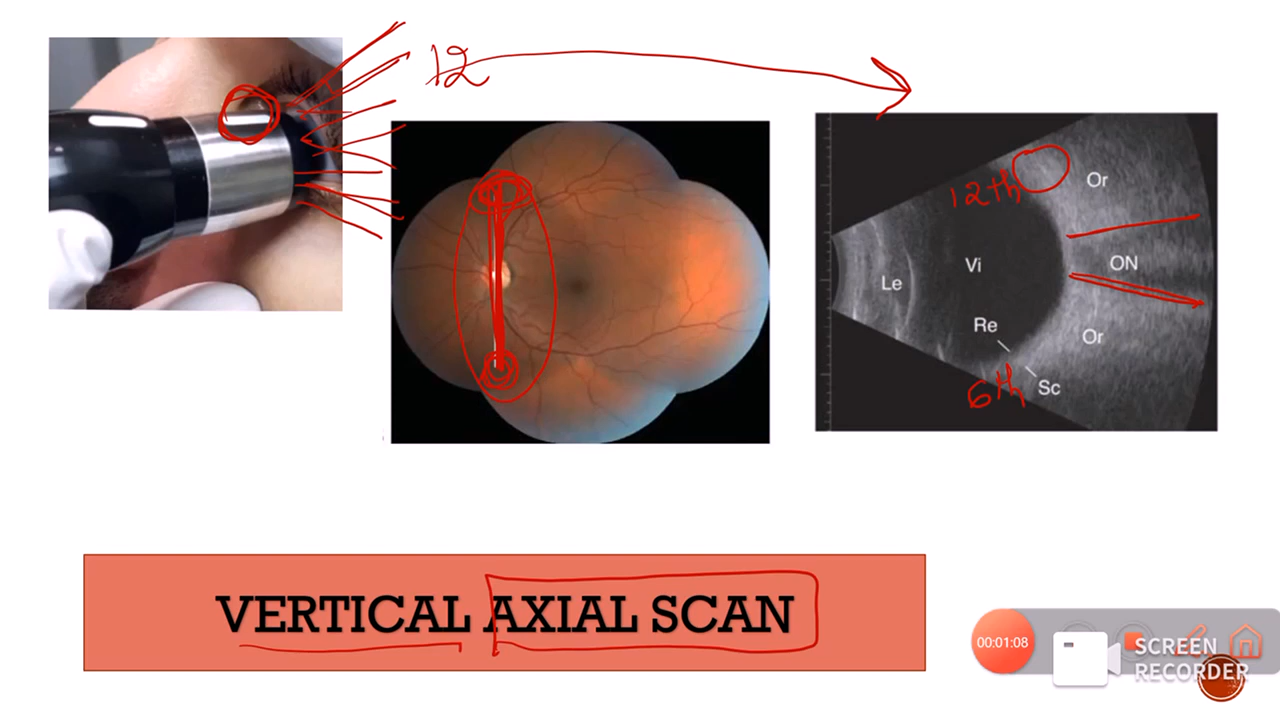 12
12th
Or
Vi
ON
Le
Re
Or
6th
Sc
VERTICAL AXIAL SCAN
00:01:08
SCREEN
RECORDER